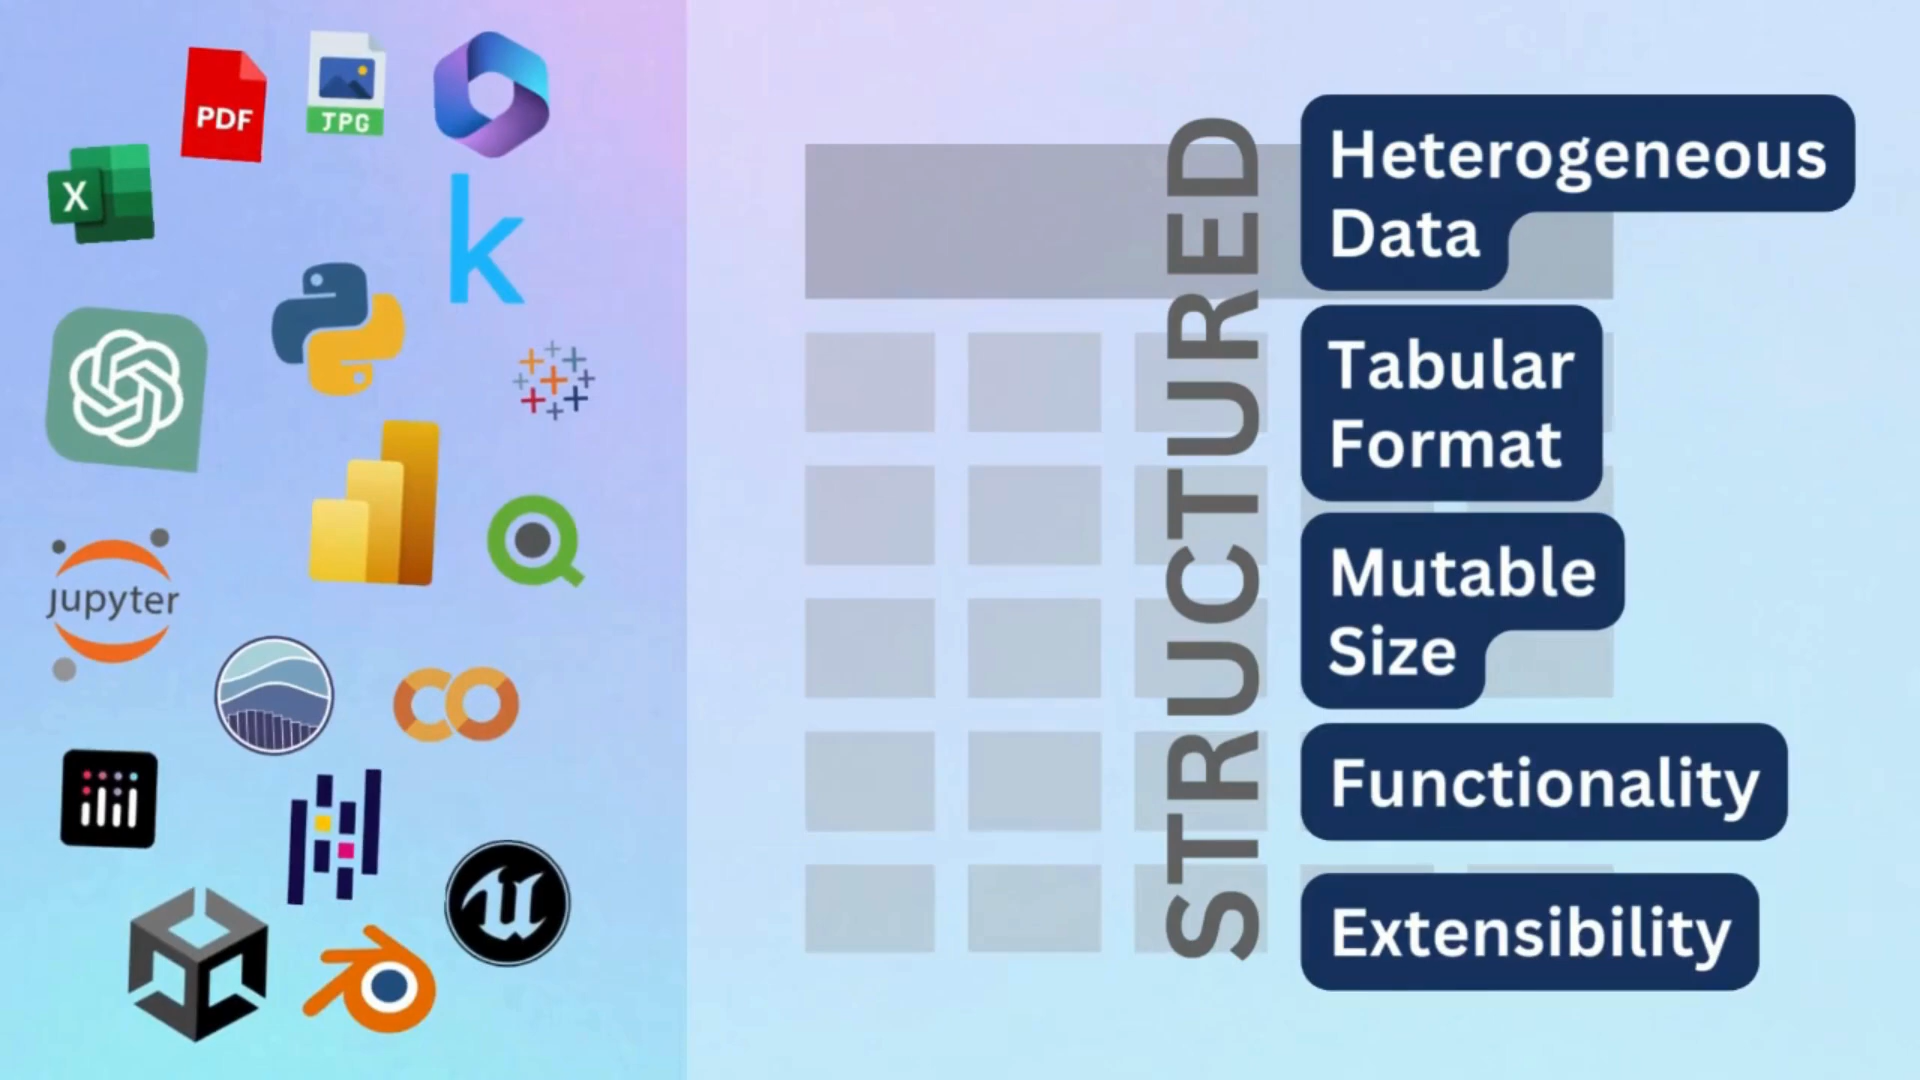 PDF
JPG
X
k
jupyter
STRUCTURED
Heterogeneous
Data
Tabular
Format
Mutable
Size
Functionality
Extensibility